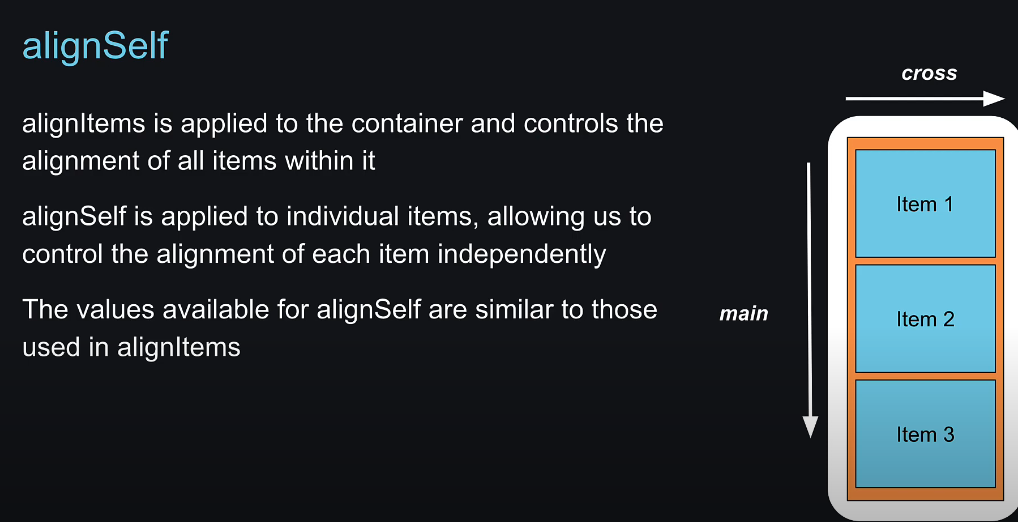 alignSelf
cross
alignItems is applied to the container and controls the
alignment of all items within it
alignSelf is applied to individual items, allowing us to
control the alignment of each item independently
The values available for alignSelf are similar to those
used in alignItems
main
Item 1
Item 2
Item 3